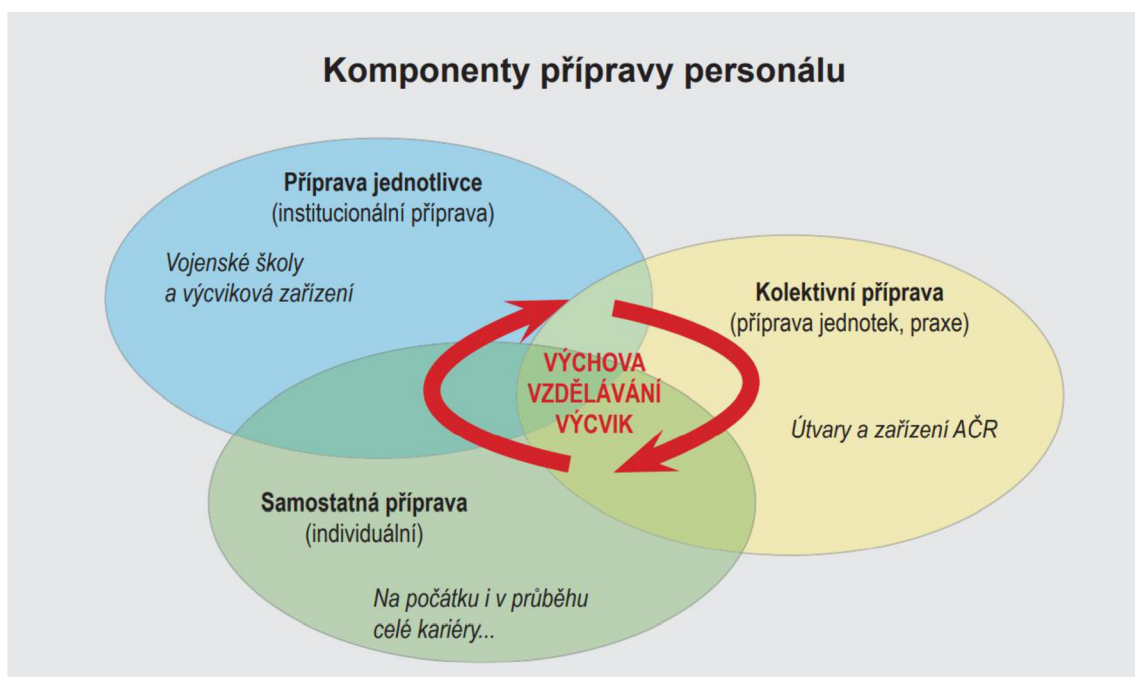 Komponenty přípravy personálu
Příprava jednotlivce
(institucionální příprava)
Vojenské školy
a výcviková zařízení
Kolektivní příprava
(příprava jednotek, praxe)
Útvary a zařízení AČR
VÝCHOVA
VZDĚLÁVÁNÍ
VÝCVIK
Samostatná příprava
(individuální)
Na počátku i v průběhu
celé kariéry...